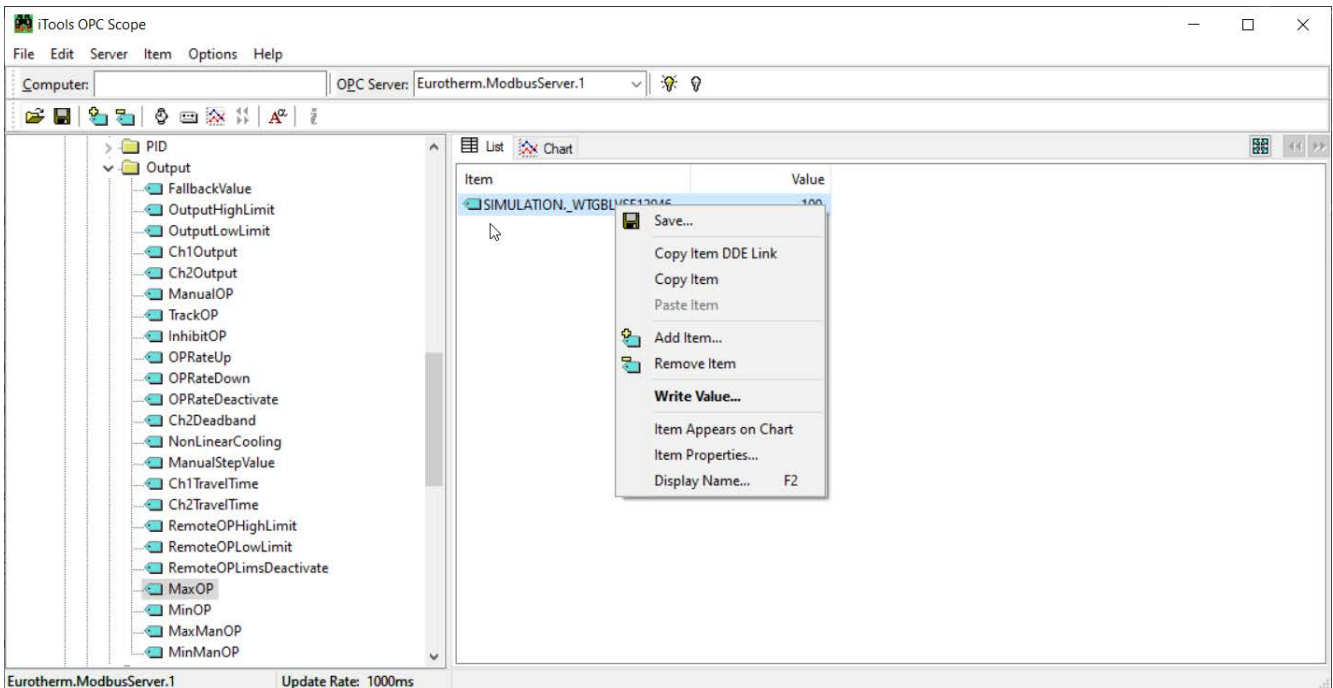 iTools OPC Scope
File Edit Server Item Options Help
Computer: OPC Server: Eurotherm.ModbusServer.1
PID
Output
FallbackValue
OutputHighLimit
OutputLowLimit
Ch1Output
Ch2Output
ManualOP
TrackOP
InhibitOP
OPRateUp
OPRateDown
OPRateDeactivate
Ch2Deadband
NonLinearCooling
ManualStepValue
Ch1TravelTime
Ch2TravelTime
RemoteOPHighLimit
RemoteOPLowLimit
RemoteOPLimsDeactivate
MaxOP
MinOP
MaxManOP
MinManOP
List Chart
Item Value
100
Save...
Copy Item DDE Link
Copy Item
Paste Item
Add Item...
Remove Item
Write Value...
Item Appears on Chart
Item Properties...
Display Name... F2
Eurotherm.ModbusServer.1 Update Rate: 1000ms